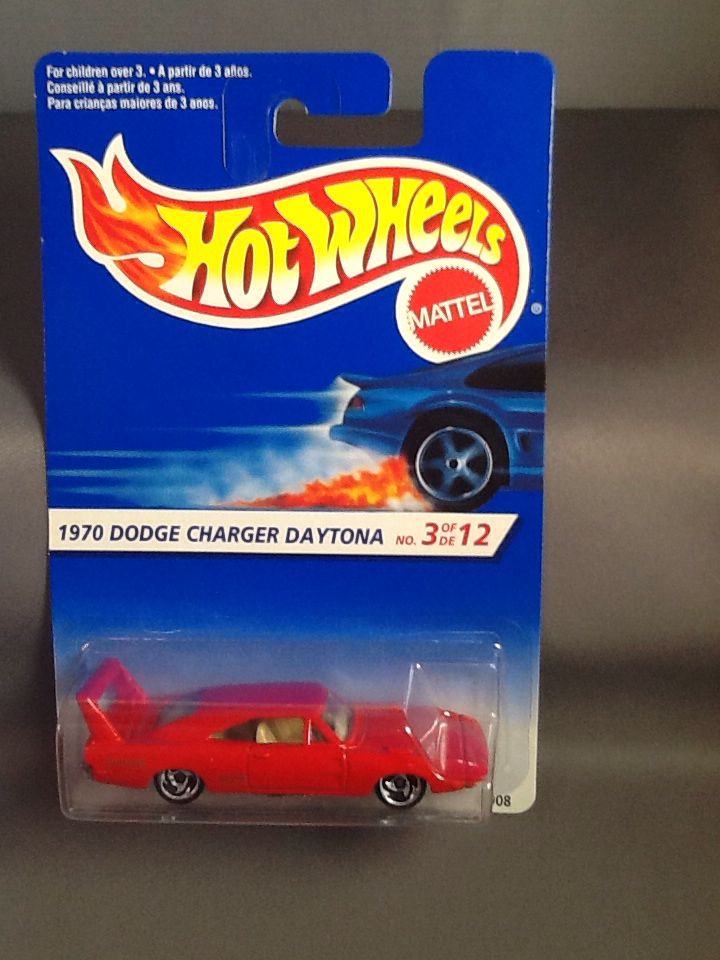 For children over 3. • A partir de 3 años.
Conseillé à partir de 3 ans.
Para crianças maiores de 3 anos.
HOT WHEELS
MATTEL
®
1970 DODGE CHARGER DAYTONA NO. 3 OF DE 12